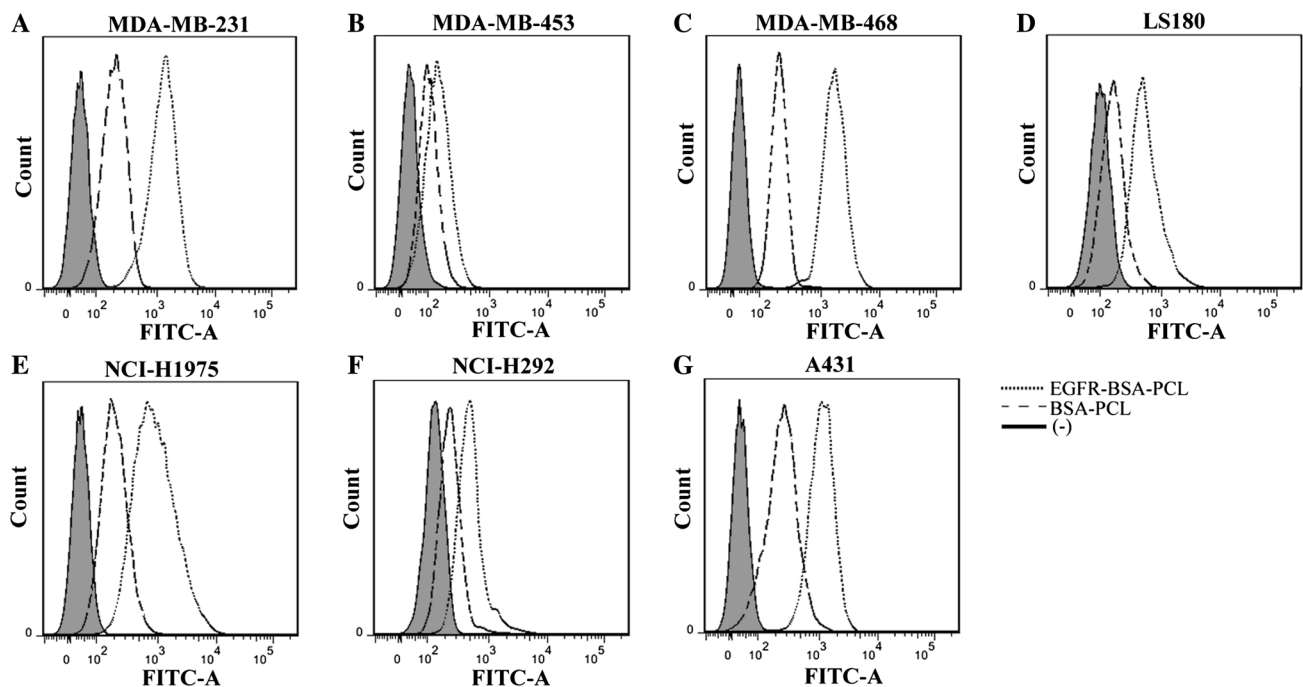 A MDA-MB-231
Count
0
0 10² 10³ 10⁴ 10⁵
FITC-A
B MDA-MB-453
Count
0
0 10² 10³ 10⁴ 10⁵
FITC-A
C MDA-MB-468
Count
0
0 10² 10³ 10⁴ 10⁵
FITC-A
D LS180
Count
0
0 10² 10³ 10⁴ 10⁵
FITC-A
E NCI-H1975
Count
0
0 10² 10³ 10⁴ 10⁵
FITC-A
F NCI-H292
Count
0
0 10² 10³ 10⁴ 10⁵
FITC-A
G A431
Count
0
0 10² 10³ 10⁴ 10⁵
FITC-A
EGFR-BSA-PCL
BSA-PCL
(-)